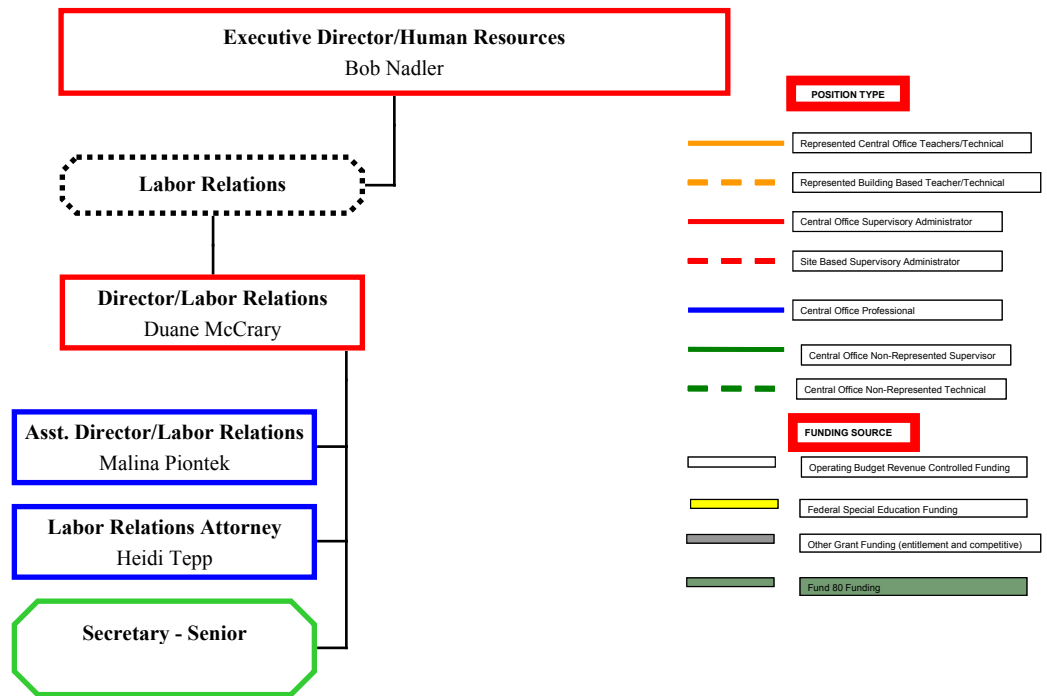 Executive Director/Human Resources
Bob Nadler
Labor Relations
Director/Labor Relations
Duane McCrary
Asst. Director/Labor Relations
Malina Piontek
Labor Relations Attorney
Heidi Tepp
Secretary - Senior
POSITION TYPE
Represented Central Office Teachers/Technical
Represented Building Based Teacher/Technical
Central Office Supervisory Administrator
Site Based Supervisory Administrator
Central Office Professional
Central Office Non-Represented Supervisor
Central Office Non-Represented Technical
FUNDING SOURCE
Operating Budget Revenue Controlled Funding
Federal Special Education Funding
Other Grant Funding (entitlement and competitive)
Fund 80 Funding